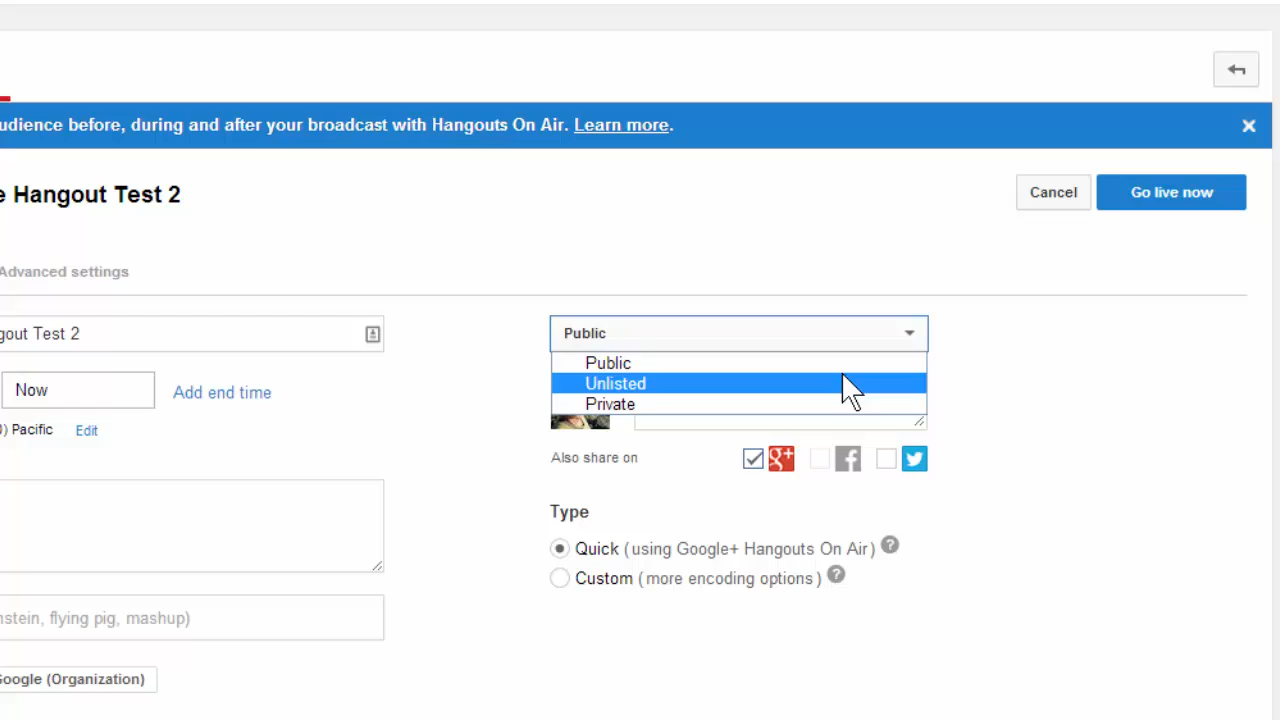 udience before, during and after your broadcast with Hangouts On Air. Learn more.
e Hangout Test 2
Cancel
Go live now
Advanced settings
gout Test 2
Public
Public
Unlisted
Private
Now
Add end time
0) Pacific
Edit
Also share on
g+
f
Type
Quick (using Google+ Hangouts On Air) ?
Custom (more encoding options) ?
nstein, flying pig, mashup)
Google (Organization)